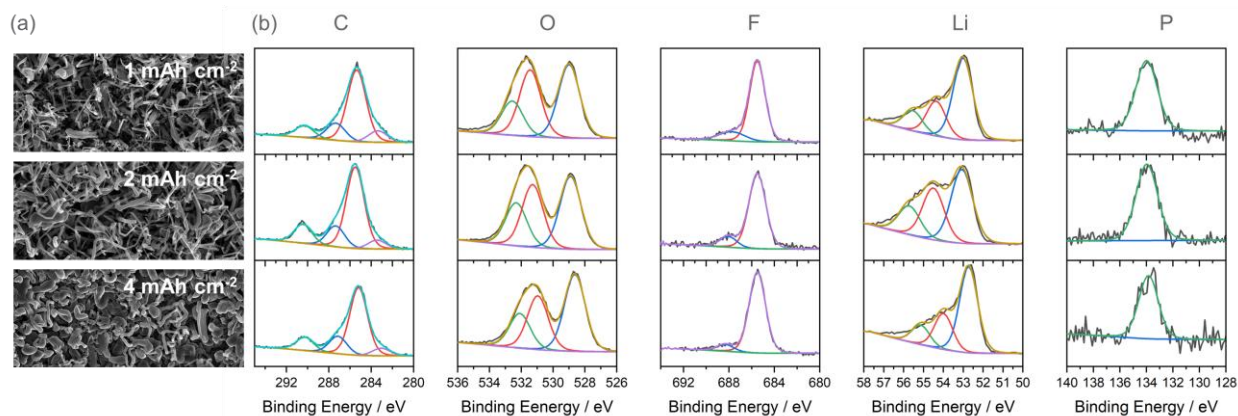 (a)
(b)
C
O
F
Li
P
1 mAh cm-2
2 mAh cm-2
4 mAh cm-2
292 288 284 280
536 534 532 530 528 526
692 688 684 680
58 57 56 55 54 53 52 51 50
140 138 136 134 132 130 128
Binding Energy / eV
Binding Eenergy / eV
Binding Energy / eV
Binding Energy / eV
Binding Energy / eV